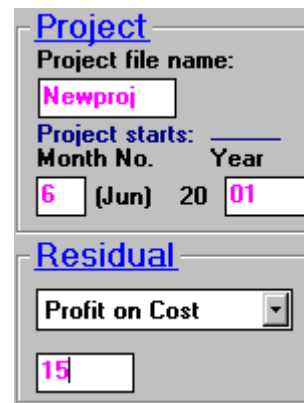 Project
Project file name:
Newproj
Project starts:
Month No. Year
6 (Jun) 20 01
Residual
Profit on Cost
15